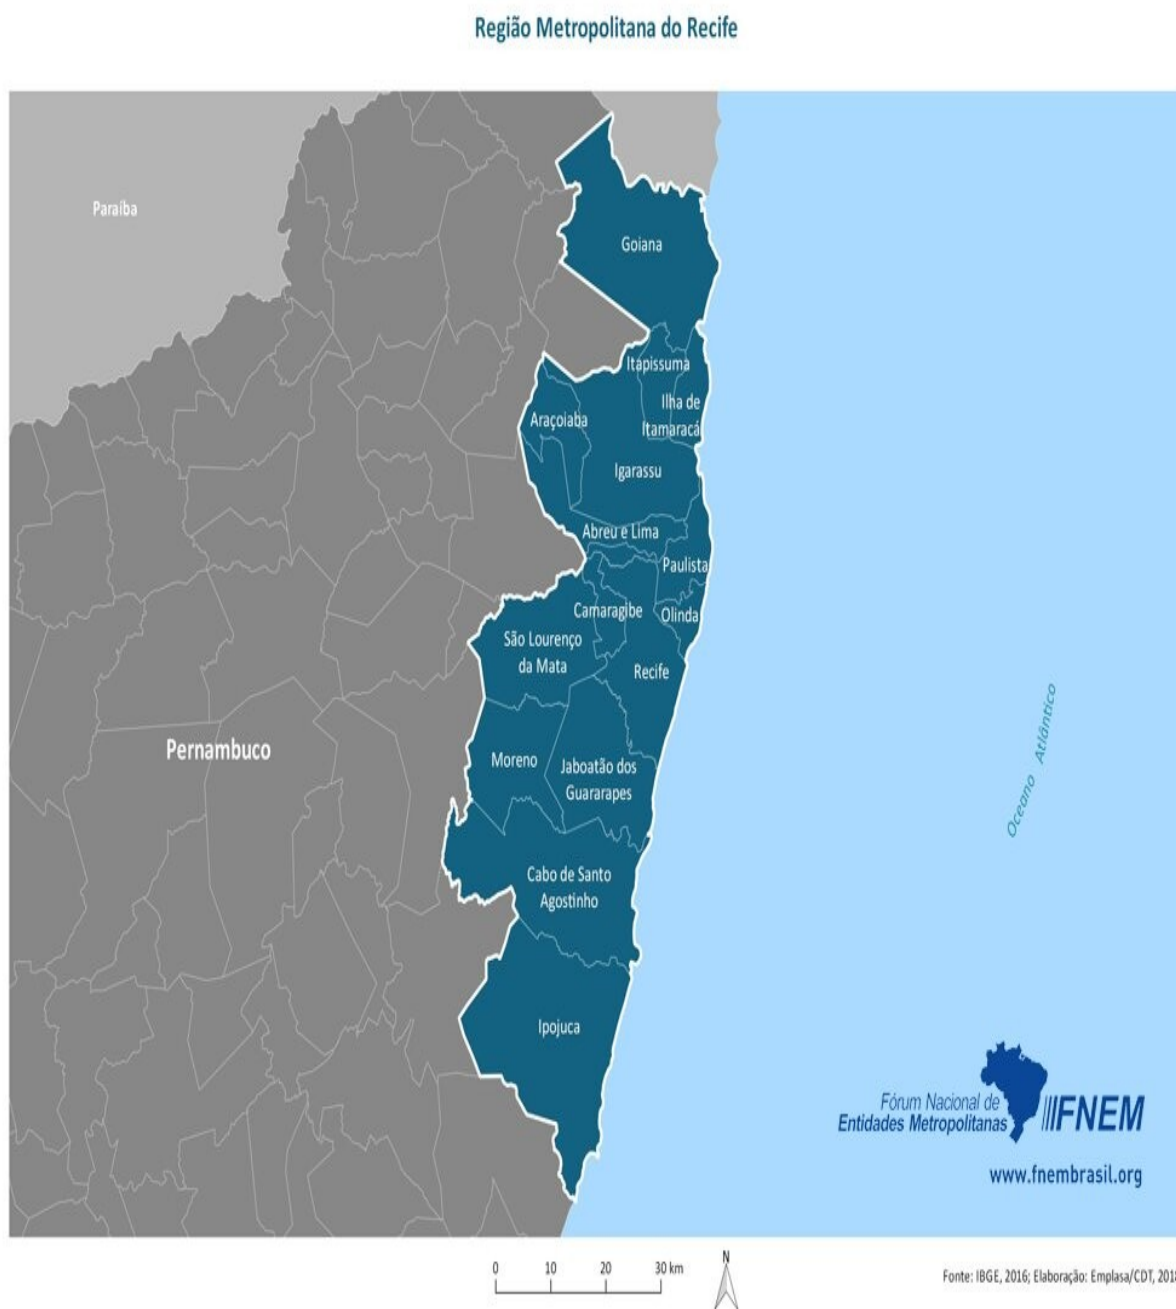 Região Metropolitana do Recife
Paraíba
Goiana
Itapissuma
Ilha de
Itamaracá
Araçoiaba
Igarassu
Abreu e Lima
Paulista
Camaragibe
Olinda
São Lourenço
da Mata
Recife
Pernambuco
Moreno
Jaboatão dos
Guararapes
Oceano Atlântico
Cabo de Santo
Agostinho
Ipojuca
Fórum Nacional de
Entidades Metropolitanas
FNEM
www.fnembrasil.org
0 10 20 30 km
N
Fonte: IBGE, 2016; Elaboração: Emplasa/CDT, 2018